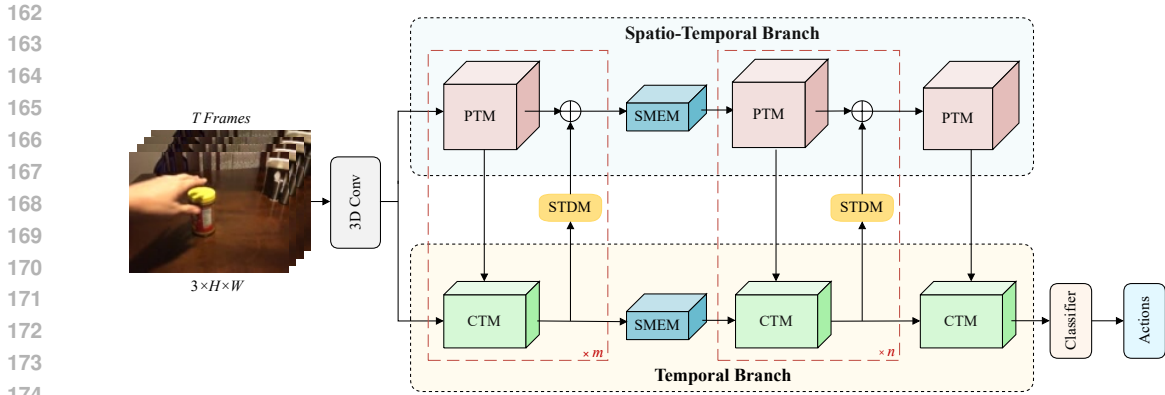 162
163
164
165
166
167
168
169
170
171
172
173
174
Spatio-Temporal Branch
T Frames
3×H×W
3D Conv
PTM
SMEM
PTM
PTM
STDM
STDM
CTM
SMEM
CTM
CTM
× m
× n
Temporal Branch
Classifier
Actions